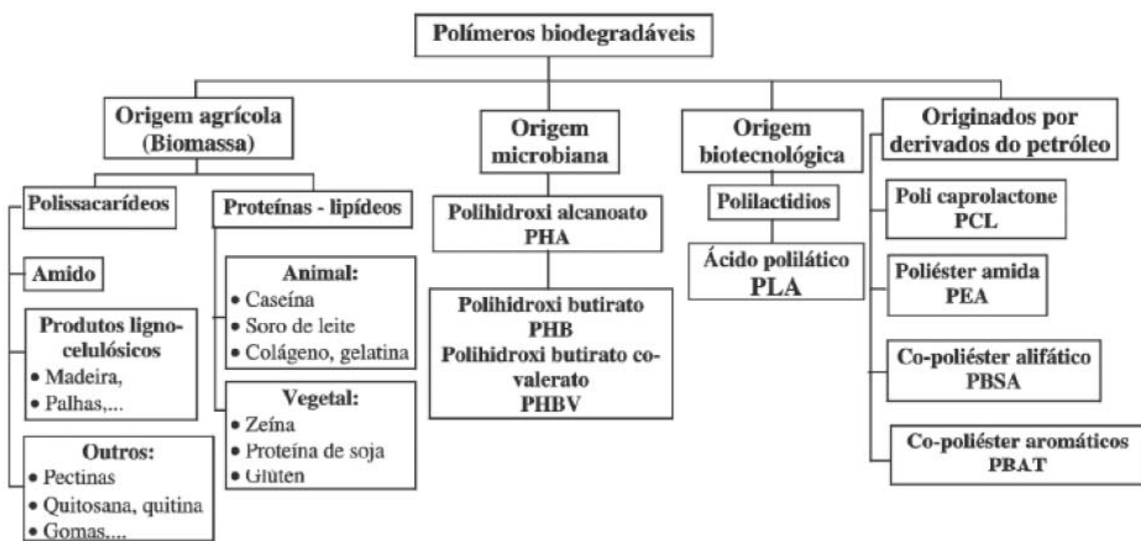 Polímeros biodegradáveis
Origem agrícola
(Biomassa)
Polissacarídeos
Amido
Produtos ligno-
celulósicos
• Madeira,
• Palhas,...
Outros:
• Pectinas
• Quitosana, quitina
• Gomas,...
Proteínas - lipídeos
Animal:
• Caseína
• Soro de leite
• Colágeno, gelatina
Vegetal:
• Zeína
• Proteína de soja
• Glúten
Origem
microbiana
Polihidroxi alcanoato
PHA
Polihidroxi butirato
PHB
Polihidroxi butirato co-
valerato
PHBV
Origem
biotecnológica
Polilactidios
Ácido polilático
PLA
Originados por
derivados do petróleo
Poli caprolactone
PCL
Poliéster amida
PEA
Co-poliéster alifático
PBSA
Co-poliéster aromáticos
PBAT